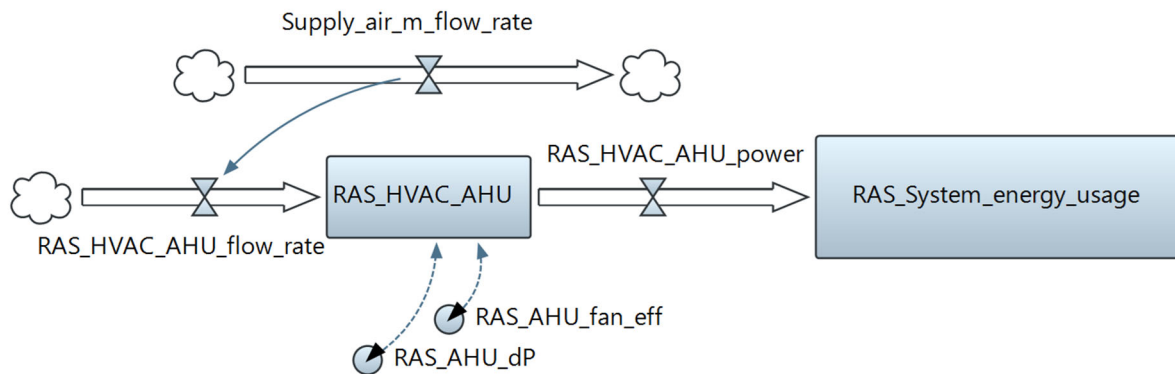 Supply_air_m_flow_rate
RAS_HVAC_AHU_power
RAS_HVAC_AHU
RAS_System_energy_usage
RAS_HVAC_AHU_flow_rate
RAS_AHU_fan_eff
RAS_AHU_dP